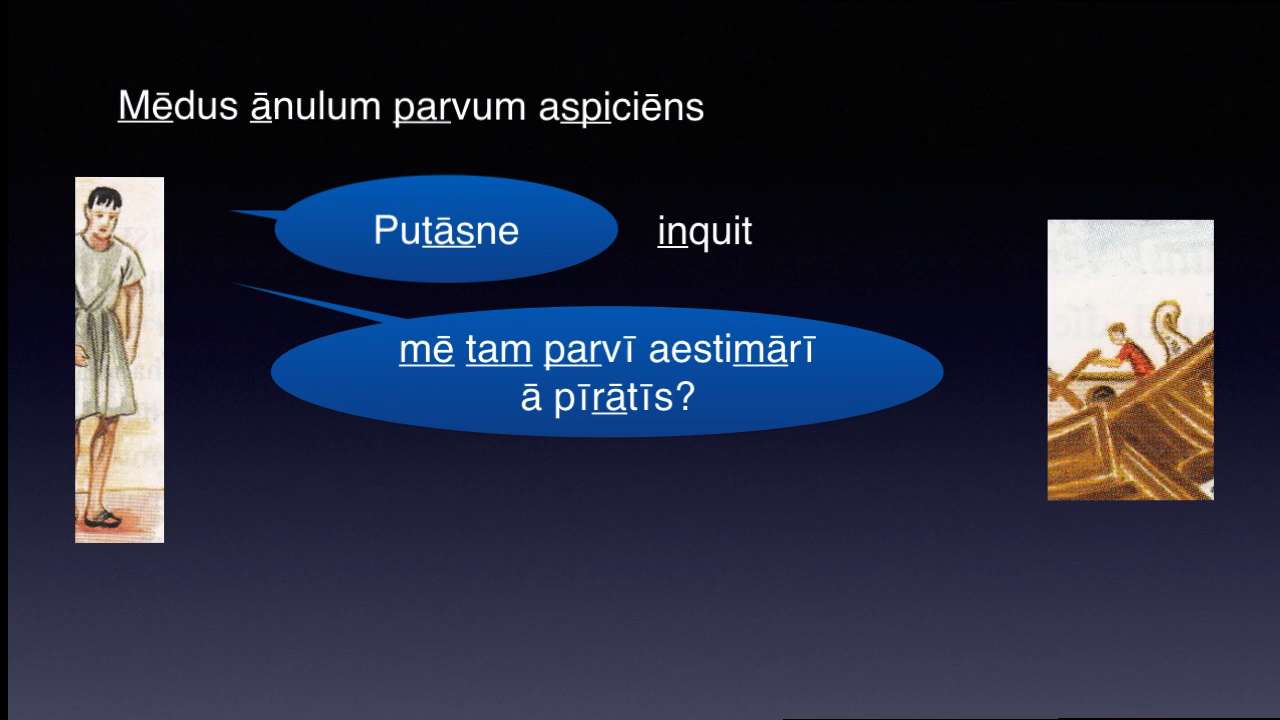 Mēdus ānulum parvum aspiciēns
Putāsne inquit
mē tam parvī aestimārī
ā pīrātīs?